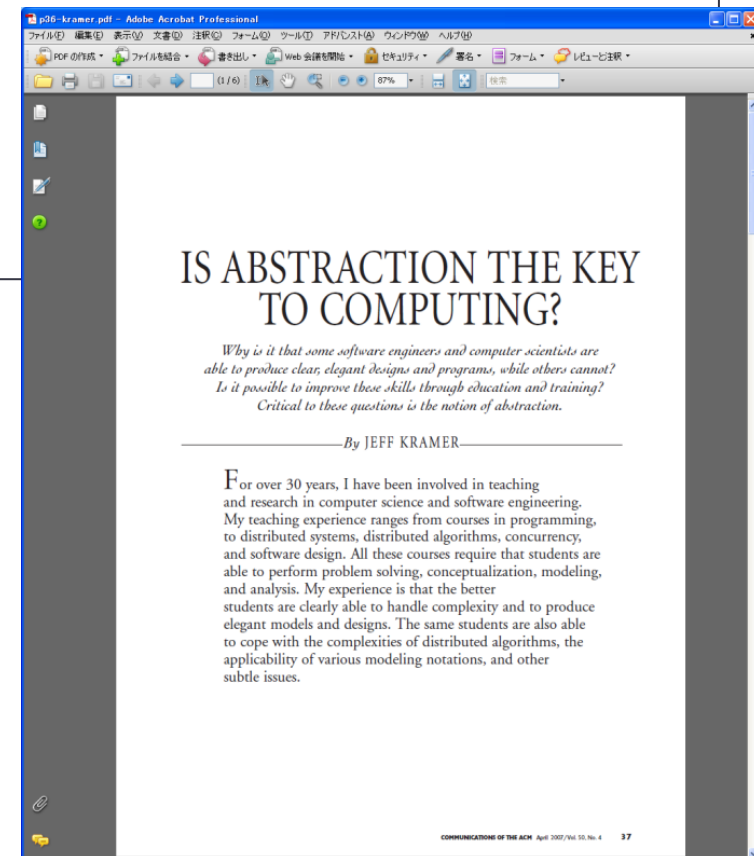 p36-kramer.pdf - Adobe Acrobat Professional
ファイル(F) 編集(E) 表示(V) 文書(D) 注釈(C) フォーム(O) ツール(T) アドバンスト(A) ウィンドウ(W) ヘルプ(H)
PDF の作成 ファイルを結合 書き出し Web 会議を開始 セキュリティ 署名 フォーム レビューと注釈
(1 / 6) 87% 検索
IS ABSTRACTION THE KEY
TO COMPUTING?
Why is it that some software engineers and computer scientists are
able to produce clear, elegant designs and programs, while others cannot?
Is it possible to improve these skills through education and training?
Critical to these questions is the notion of abstraction.
By JEFF KRAMER
For over 30 years, I have been involved in teaching
and research in computer science and software engineering.
My teaching experience ranges from courses in programming,
to distributed systems, distributed algorithms, concurrency,
and software design. All these courses require that students are
able to perform problem solving, conceptualization, modeling,
and analysis. My experience is that the better
students are clearly able to handle complexity and to produce
elegant models and designs. The same students are also able
to cope with the complexities of distributed algorithms, the
applicability of various modeling notations, and other
subtle issues.
COMMUNICATIONS OF THE ACM April 2007/Vol. 50, No. 4 37